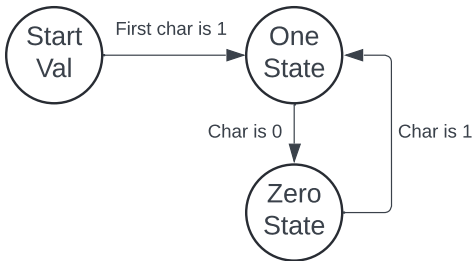 Start
Val
First char is 1
One
State
Char is 0
Char is 1
Zero
State